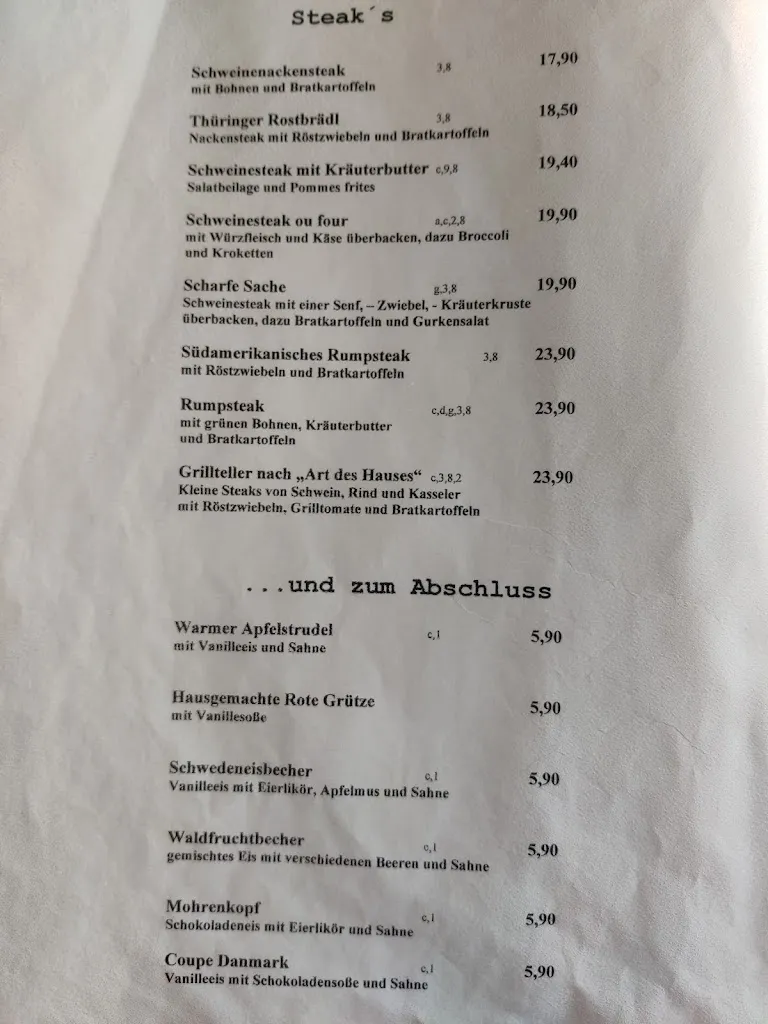 Steak´s
Schweinenackensteak 3,8 17,90
mit Bohnen und Bratkartoffeln
Thüringer Rostbrädl 3,8 18,50
Nackensteak mit Röstzwiebeln und Bratkartoffeln
Schweinesteak mit Kräuterbutter c,9,8 19,40
Salatbeilage und Pommes frites
Schweinesteak ou four a,c,2,8 19,90
mit Würzfleisch und Käse überbacken, dazu Broccoli
und Kroketten
Scharfe Sache g,3,8 19,90
Schweinesteak mit einer Senf, – Zwiebel, - Kräuterkruste
überbacken, dazu Bratkartoffeln und Gurkensalat
Südamerikanisches Rumpsteak 3,8 23,90
mit Röstzwiebeln und Bratkartoffeln
Rumpsteak c,d,g,3,8 23,90
mit grünen Bohnen, Kräuterbutter
und Bratkartoffeln
Grillteller nach „Art des Hauses“ c,3,8,2 23,90
Kleine Steaks von Schwein, Rind und Kasseler
mit Röstzwiebeln, Grilltomate und Bratkartoffeln
...und zum Abschluss
Warmer Apfelstrudel c,1 5,90
mit Vanilleeis und Sahne
Hausgemachte Rote Grütze 5,90
mit Vanillesoße
Schwedeneisbecher c,1 5,90
Vanilleeis mit Eierlikör, Apfelmus und Sahne
Waldfruchtbecher c,1 5,90
gemischtes Eis mit verschiedenen Beeren und Sahne
Mohrenkopf c,1 5,90
Schokoladeneis mit Eierlikör und Sahne
Coupe Danmark c,1 5,90
Vanilleeis mit Schokoladensoße und Sahne